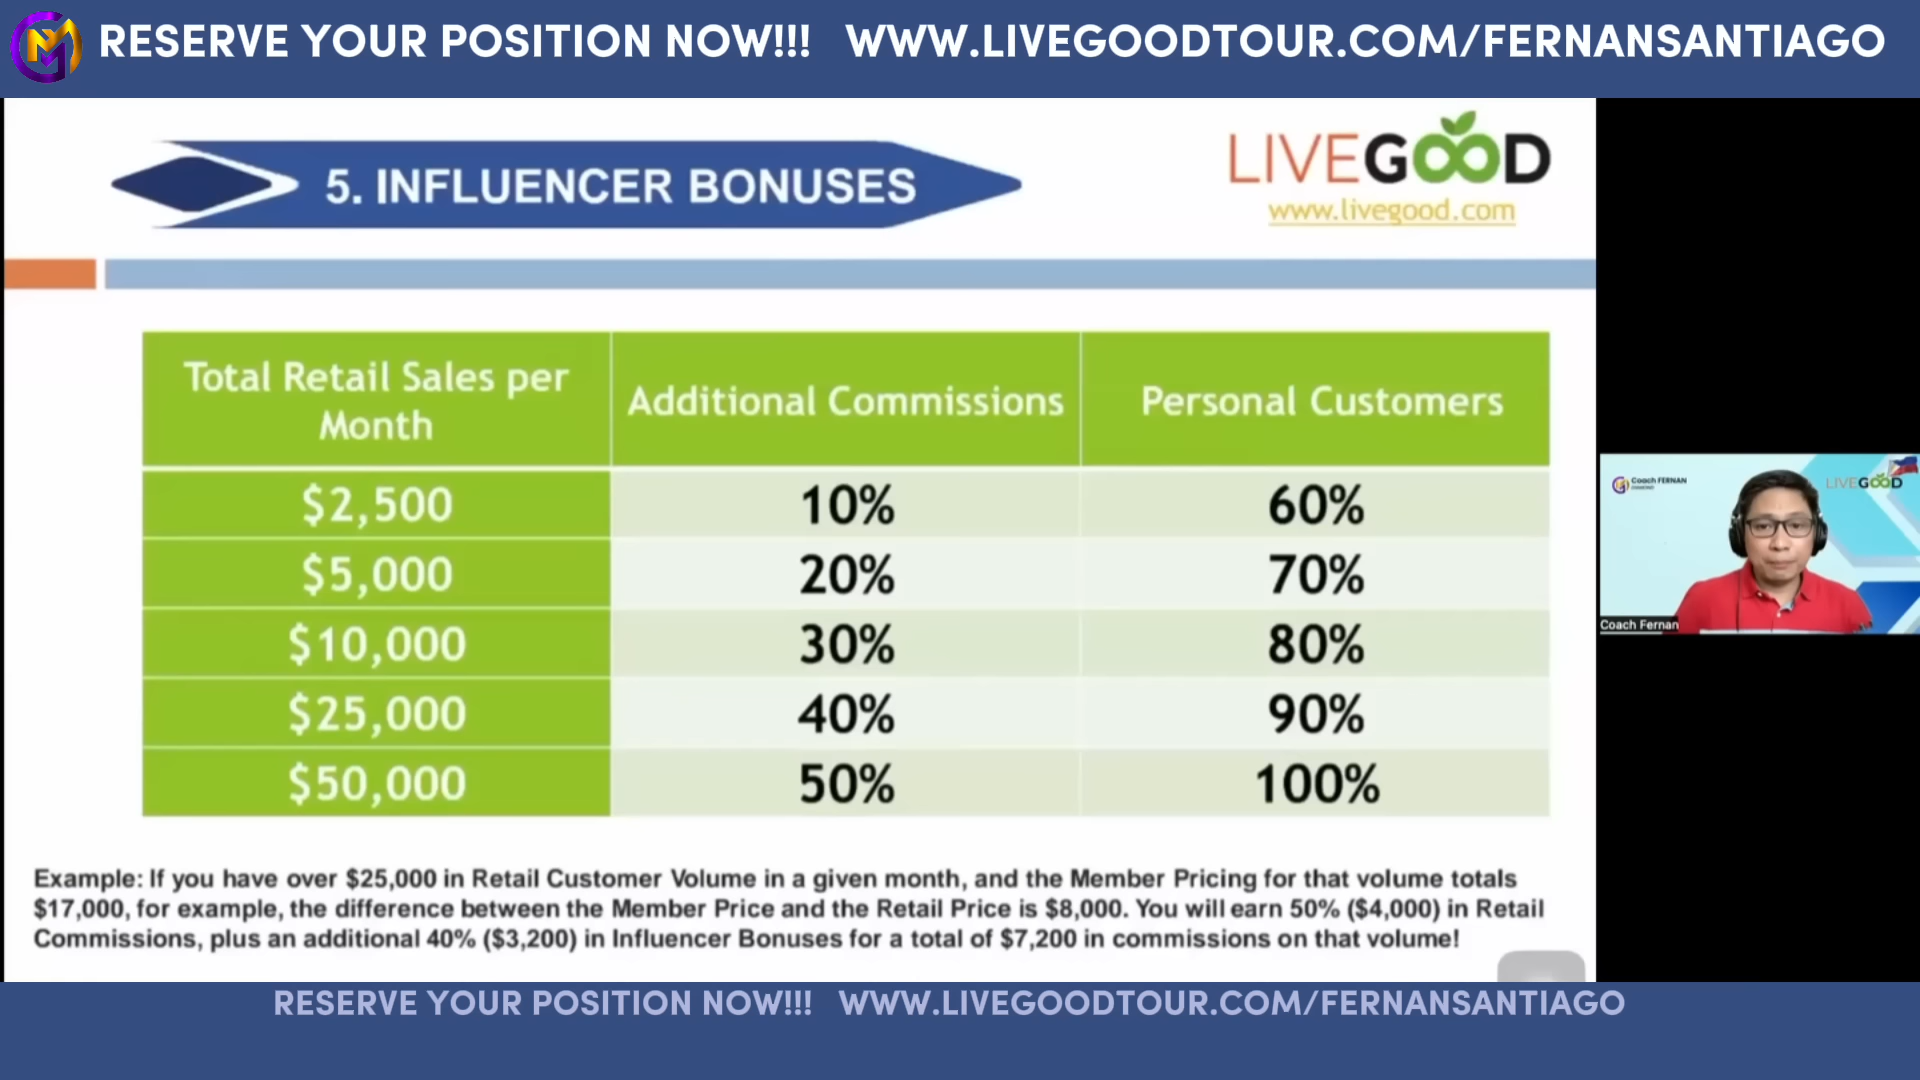 RESERVE YOUR POSITION NOW!!! WWW.LIVEGOODTOUR.COM/FERNANSANTIAGO
5. INFLUENCER BONUSES
LIVEGOOD
www.livegood.com
Total Retail Sales per Month
Additional Commissions
Personal Customers
$2,500 10% 60%
$5,000 20% 70%
$10,000 30% 80%
$25,000 40% 90%
$50,000 50% 100%
Example: If you have over $25,000 in Retail Customer Volume in a given month, and the Member Pricing for that volume totals
$17,000, for example, the difference between the Member Price and the Retail Price is $8,000. You will earn 50% ($4,000) in Retail
Commissions, plus an additional 40% ($3,200) in Influencer Bonuses for a total of $7,200 in commissions on that volume!
Coach FERNAN
LIVEGOOD
Coach Fernan
RESERVE YOUR POSITION NOW!!! WWW.LIVEGOODTOUR.COM/FERNANSANTIAGO